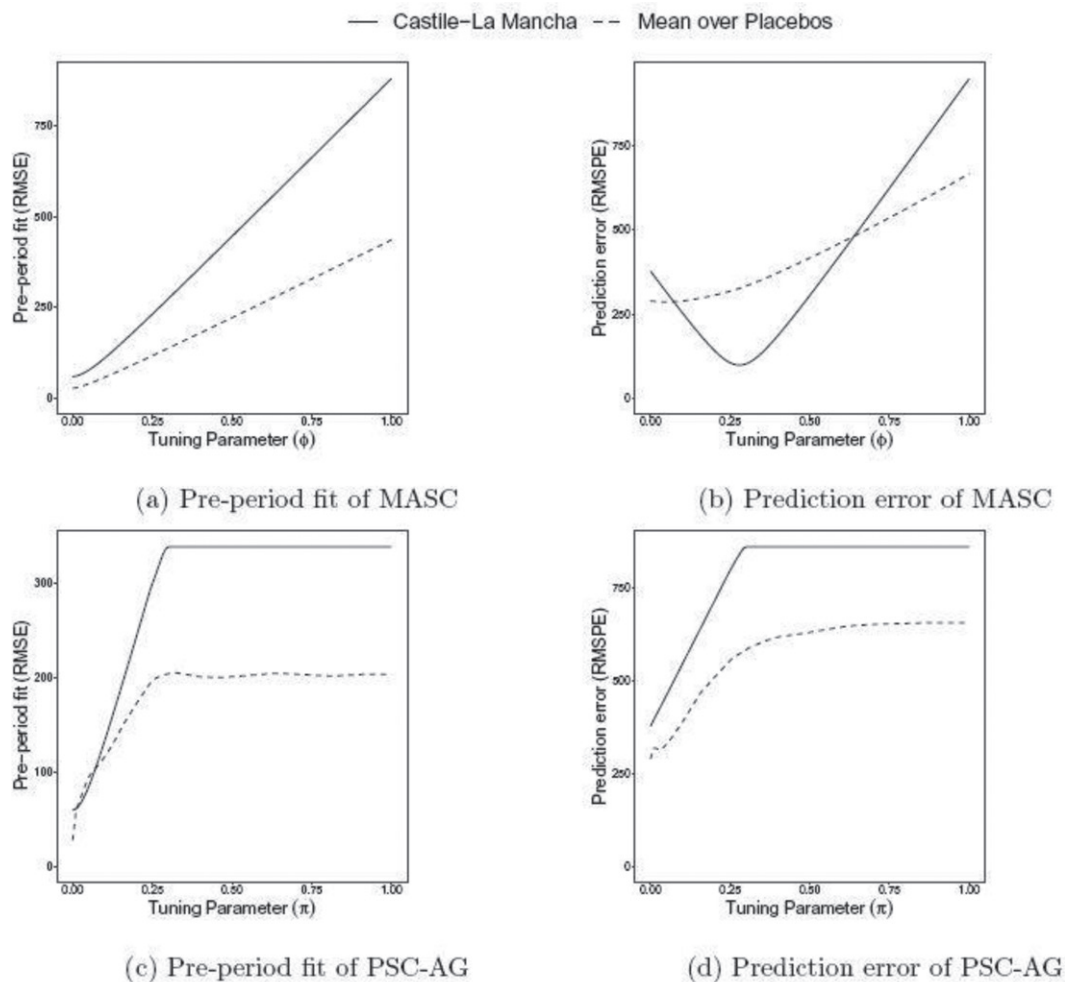 Castile-La Mancha
Mean over Placebos
Pre-period fit (RMSE)
750
500
250
0
0.00 0.25 0.50 0.75 1.00
Tuning Parameter (ϕ)
(a) Pre-period fit of MASC
Prediction error (RMSPE)
750
500
250
0
0.00 0.25 0.50 0.75 1.00
Tuning Parameter (ϕ)
(b) Prediction error of MASC
Pre-period fit (RMSE)
300
200
100
0
0.00 0.25 0.50 0.75 1.00
Tuning Parameter (π)
(c) Pre-period fit of PSC-AG
Prediction error (RMSPE)
750
500
250
0
0.00 0.25 0.50 0.75 1.00
Tuning Parameter (π)
(d) Prediction error of PSC-AG